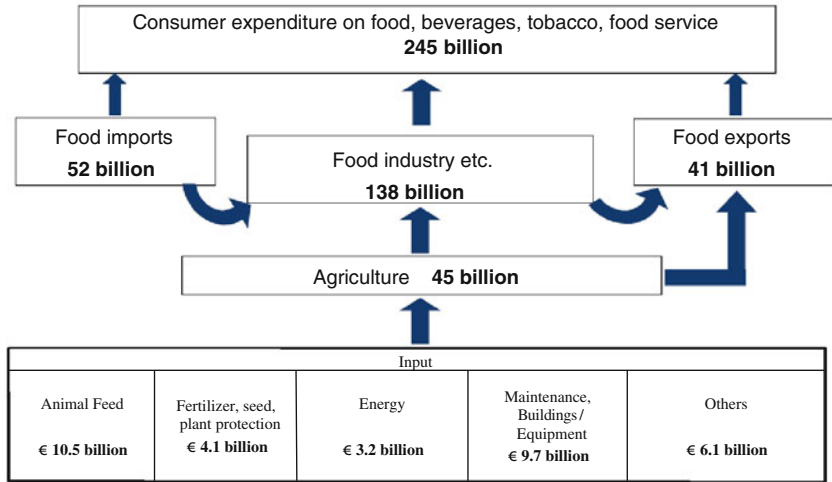 Consumer expenditure on food, beverages, tobacco, food service
245 billion
Food imports
52 billion
Food industry etc.
138 billion
Food exports
41 billion
Agriculture 45 billion
Input
Animal Feed
€ 10.5 billion
Fertilizer, seed,
plant protection
€ 4.1 billion
Energy
€ 3.2 billion
Maintenance,
Buildings /
Equipment
€ 9.7 billion
Others
€ 6.1 billion